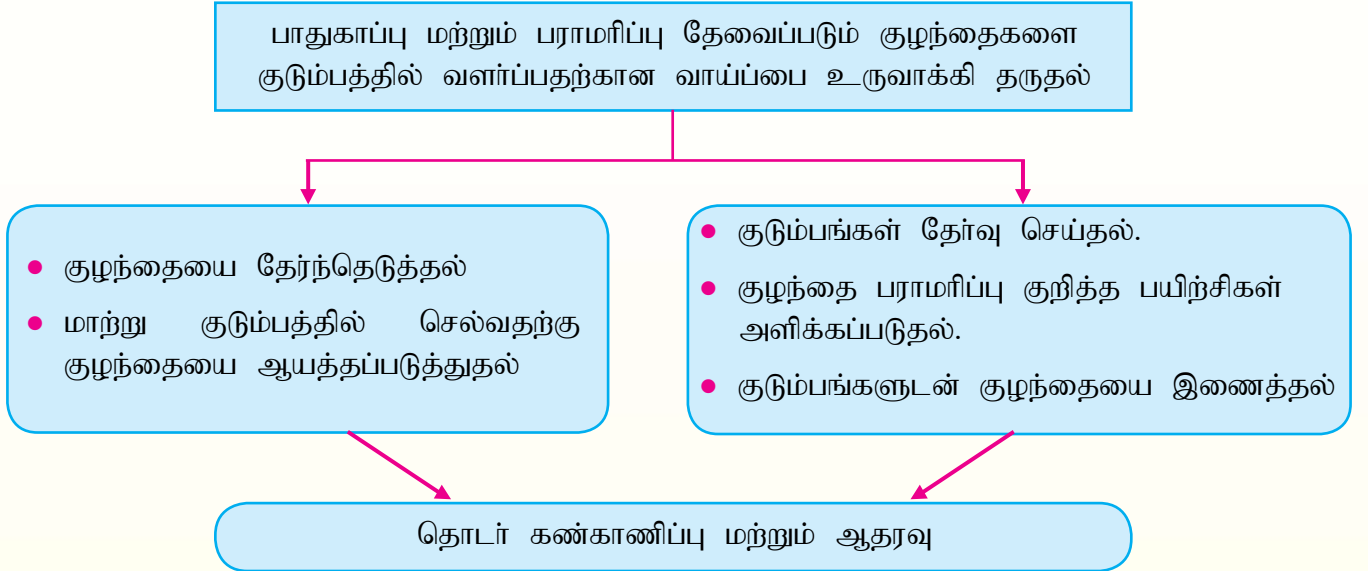 பாதுகாப்பு மற்றும் பராமரிப்பு தேவைப்படும் குழந்தைகளை
குடும்பத்தில் வளர்ப்பதற்கான வாய்ப்பை உருவாக்கி தருதல்
● குழந்தையை தேர்ந்தெடுத்தல்
● மாற்று குடும்பத்தில் செல்வதற்கு
குழந்தையை ஆயத்தப்படுத்துதல்
● குடும்பங்கள் தேர்வு செய்தல்.
● குழந்தை பராமரிப்பு குறித்த பயிற்சிகள்
அளிக்கப்படுதல்.
● குடும்பங்களுடன் குழந்தையை இணைத்தல்
தொடர் கண்காணிப்பு மற்றும் ஆதரவு